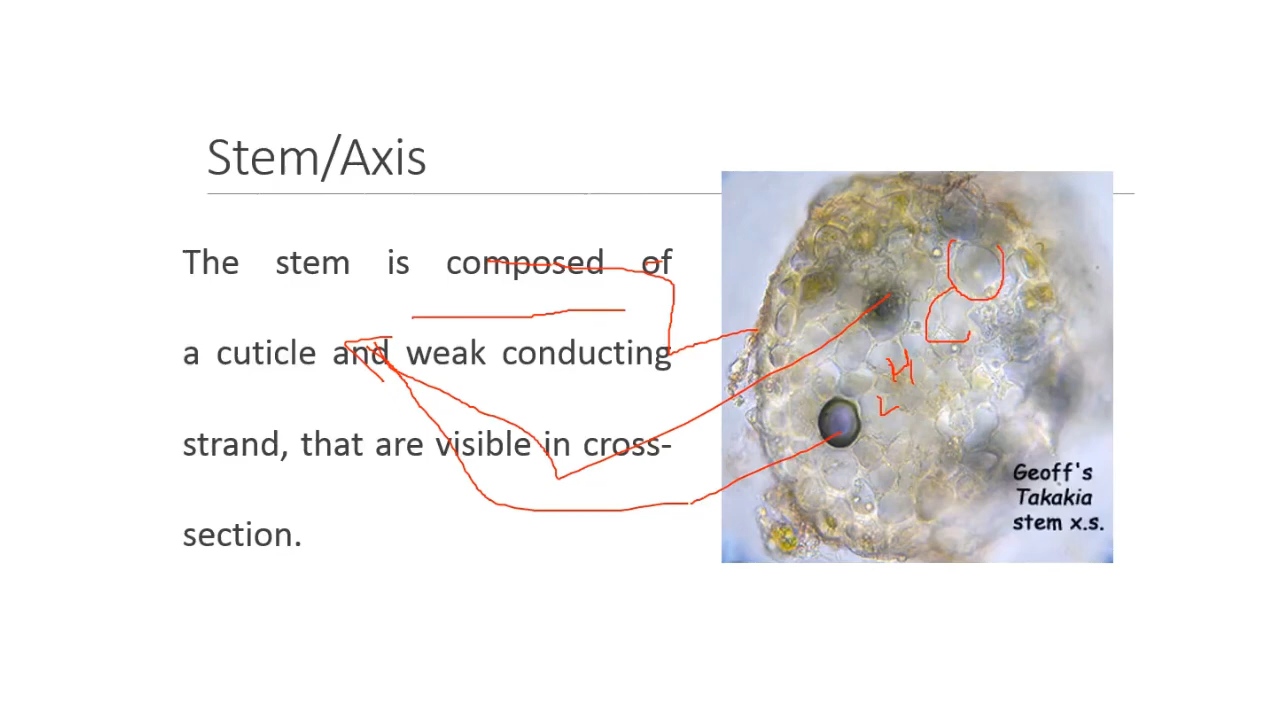 Stem/Axis
The stem is composed of
a cuticle and weak conducting
strand, that are visible in cross-
section.
H
L
Geoff's
Takakia
stem x.s.